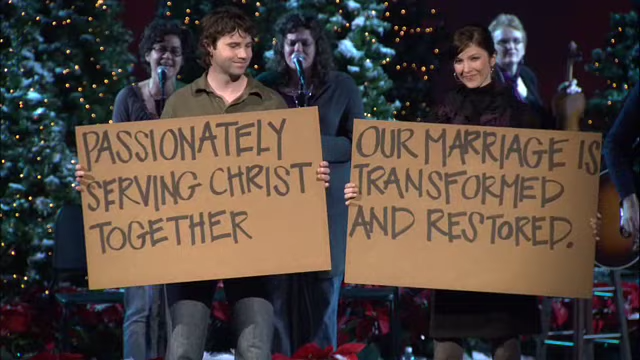 PASSIONATELY
SERVING CHRIST
TOGETHER
OUR MARRIAGE IS
TRANSFORMED
AND RESTORED.